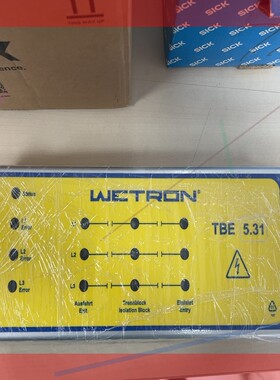 SICK
SICK
SICK
SICK
WETRON®
TBE 5.31
Status
L1
Error
L2
Error
L3
Error
L1
L2
L3
Ausfahrt
Exit
Trennblock
Isolation Block
Einfahrt
Entry